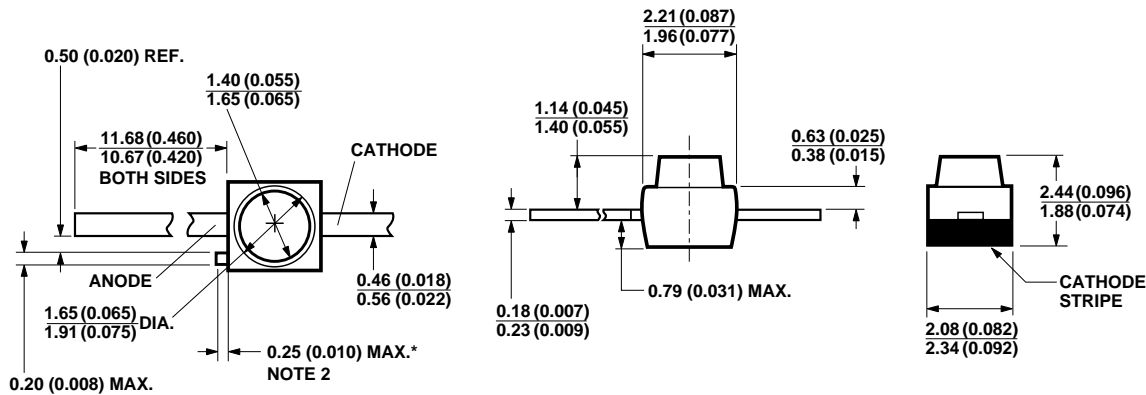 0.50 (0.020) REF.
1.40 (0.055)
1.65 (0.065)
11.68 (0.460)
10.67 (0.420)
BOTH SIDES
CATHODE
ANODE
0.46 (0.018)
0.56 (0.022)
1.65 (0.065)
1.91 (0.075) DIA.
0.25 (0.010) MAX.*
NOTE 2
0.20 (0.008) MAX.
2.21 (0.087)
1.96 (0.077)
1.14 (0.045)
1.40 (0.055)
0.63 (0.025)
0.38 (0.015)
0.79 (0.031) MAX.
0.18 (0.007)
0.23 (0.009)
2.44 (0.096)
1.88 (0.074)
CATHODE
STRIPE
2.08 (0.082)
2.34 (0.092)